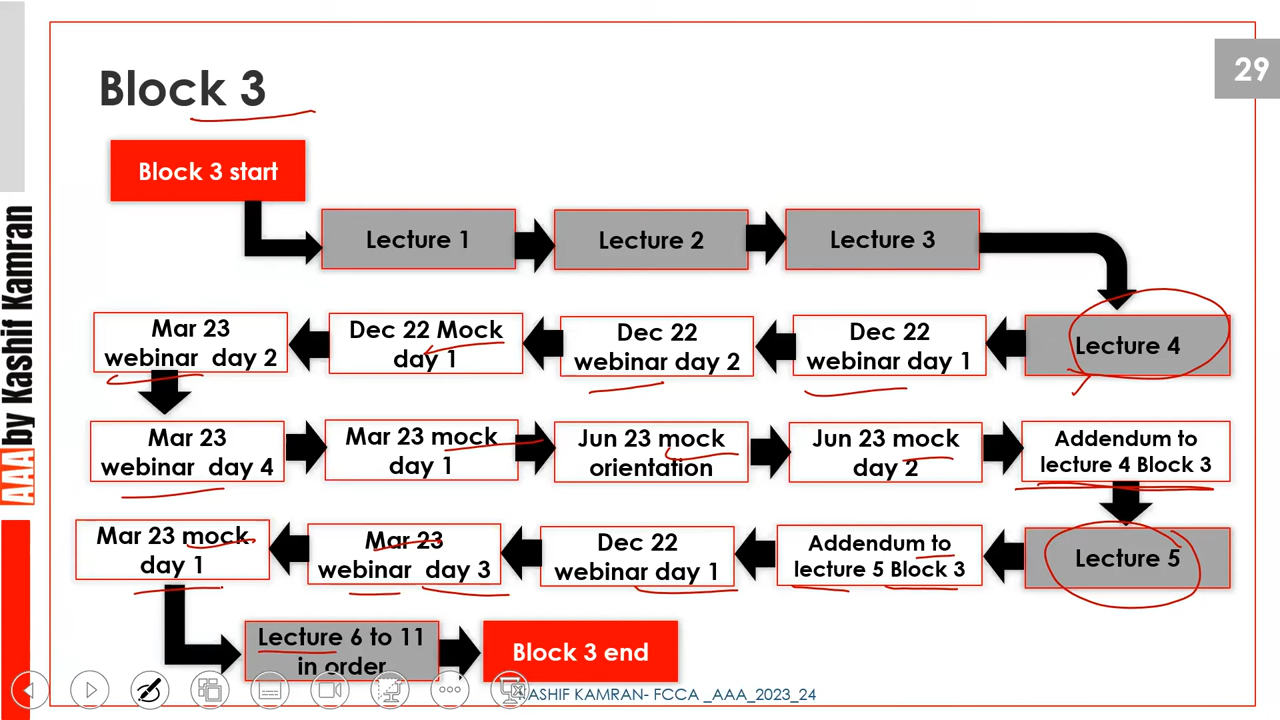 Block 3
29
Block 3 start
Lecture 1
Lecture 2
Lecture 3
Lecture 4
Dec 22
webinar day 1
Dec 22
webinar day 2
Dec 22 Mock
day 1
Mar 23
webinar day 2
Mar 23
webinar day 4
Mar 23 mock
day 1
Jun 23 mock
orientation
Jun 23 mock
day 2
Addendum to
lecture 4 Block 3
Lecture 5
Addendum to
lecture 5 Block 3
Dec 22
webinar day 1
Mar 23
webinar day 3
Mar 23 mock
day 1
Lecture 6 to 11
in order
Block 3 end
AAA by Kashif Kamran
KASHIF KAMRAN- FCCA _AAA_2023_24